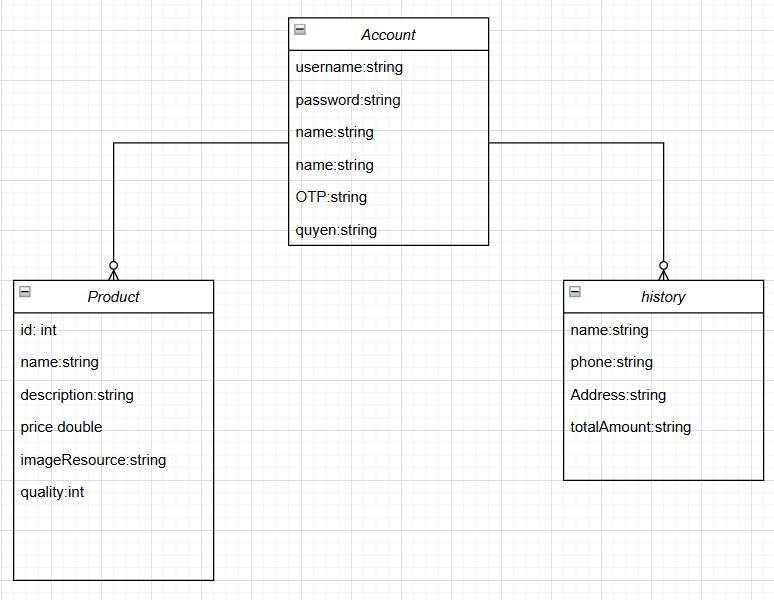 Account
username:string
password:string
name:string
name:string
OTP:string
quyen:string
Product
id: int
name:string
description:string
price double
imageResource:string
quality:int
history
name:string
phone:string
Address:string
totalAmount:string